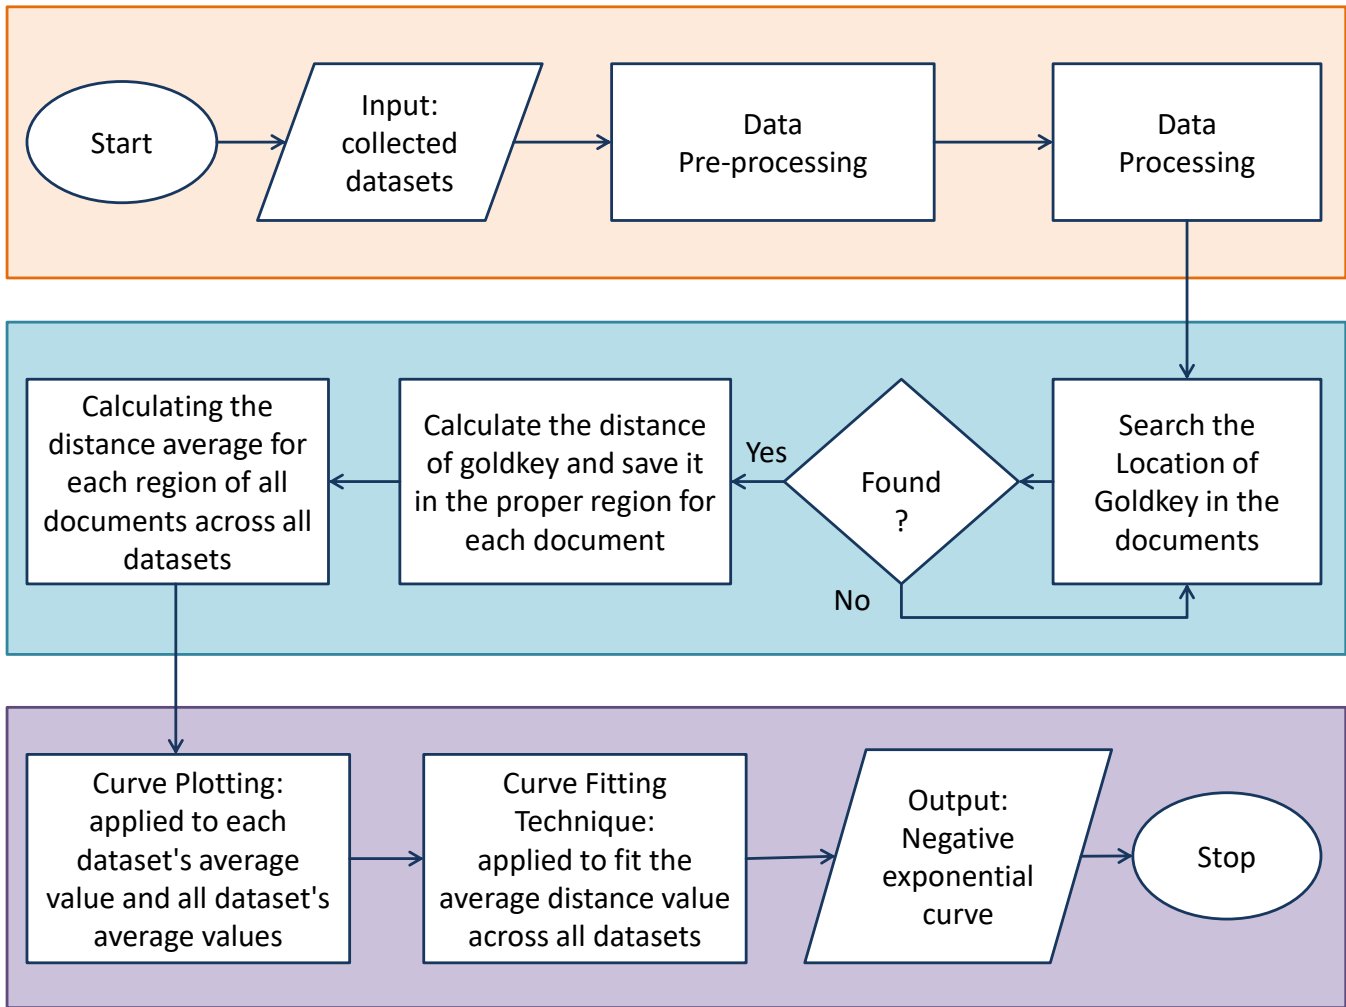 Start
Input:
collected
datasets
Data
Pre-processing
Data
Processing
Search the
Location of
Goldkey in the
documents
Found
?
Yes
No
Calculate the distance
of goldkey and save it
in the proper region for
each document
Calculating the
distance average for
each region of all
documents across all
datasets
Curve Plotting:
applied to each
dataset's average
value and all dataset's
average values
Curve Fitting
Technique:
applied to fit the
average distance value
across all datasets
Output:
Negative
exponential
curve
Stop